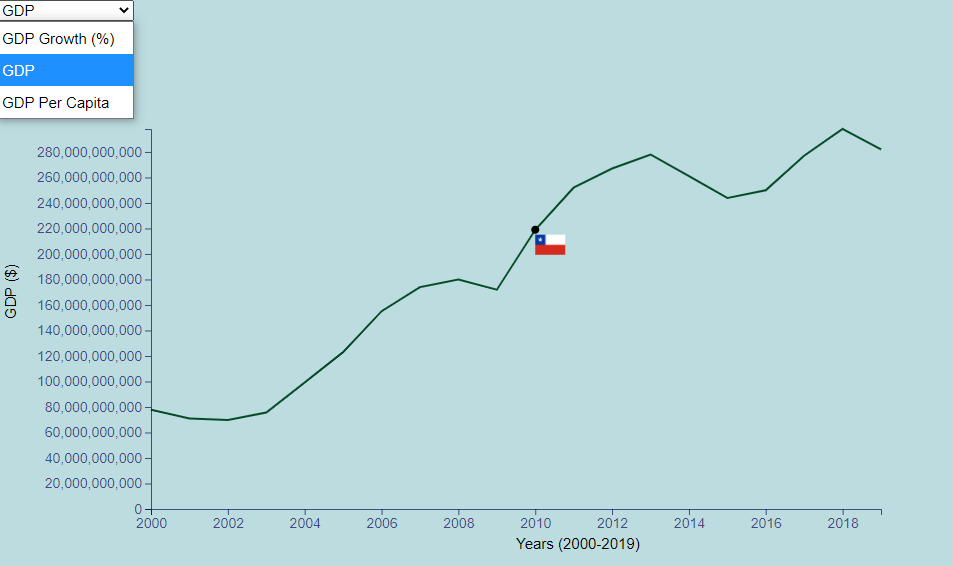 GDP
GDP Growth (%)
GDP
GDP Per Capita
280,000,000,000
260,000,000,000
240,000,000,000
220,000,000,000
200,000,000,000
180,000,000,000
160,000,000,000
140,000,000,000
120,000,000,000
100,000,000,000
80,000,000,000
60,000,000,000
40,000,000,000
20,000,000,000
0
GDP ($)
2000 2002 2004 2006 2008 2010 2012 2014 2016 2018
Years (2000-2019)